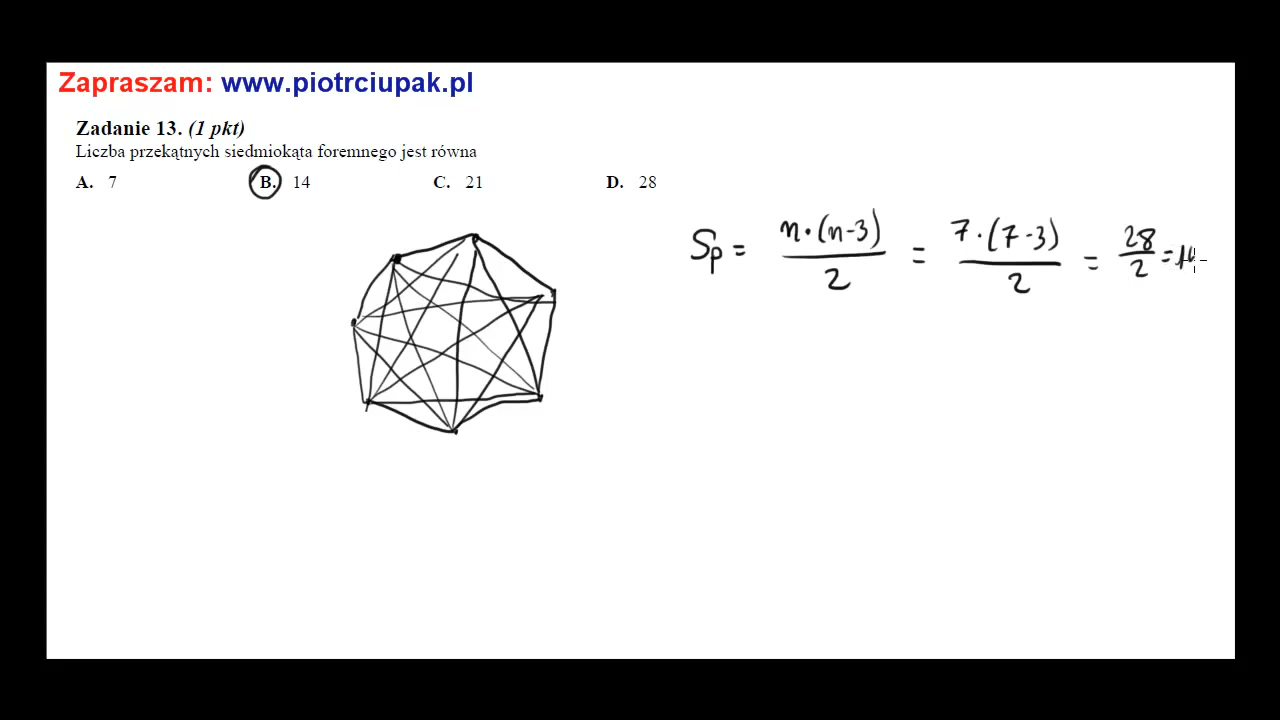 Zapraszam: www.piotrciupak.pl
Zadanie 13. (1 pkt)
Liczba przekątnych siedmiokąta foremnego jest równa
A. 7 B. 14 C. 21 D. 28
Sp = n·(n-3)/2 = 7·(7-3)/2 = 28/2 = 14